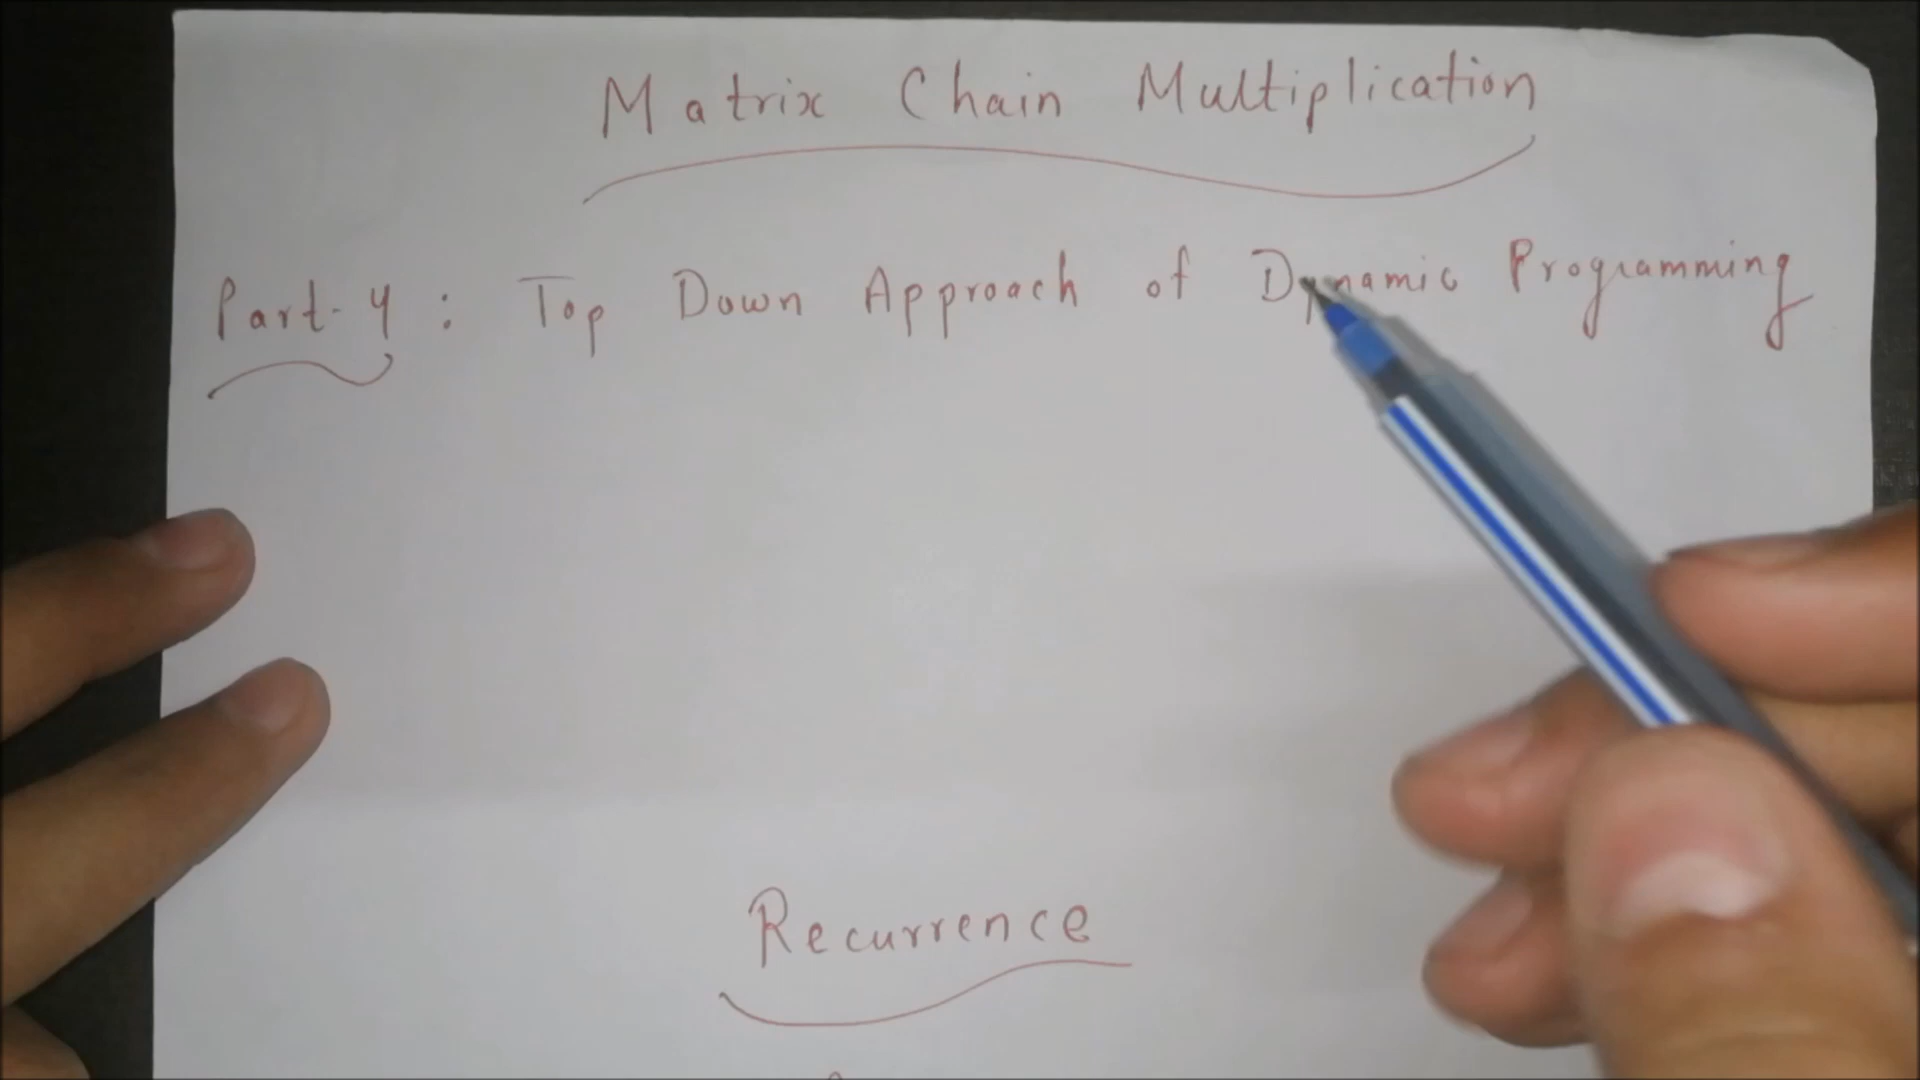 Matrix Chain Multiplication
Part-4 : Top Down Approach of Dynamic Programming
Recurrence